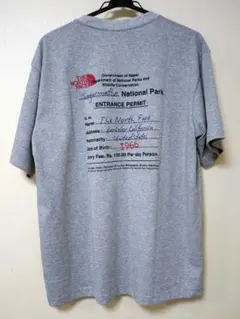 THE
NORTH
FACE
Government of Nepal
Department of National Parks and
Wildlife Conservation
Sagarmatha National Park
ENTRANCE PERMIT
The North Face
Address: Berkeley California
Nationality: United States
of Birth: 1966
Entry Fee: Rs. 100.00 Per day Per Person.